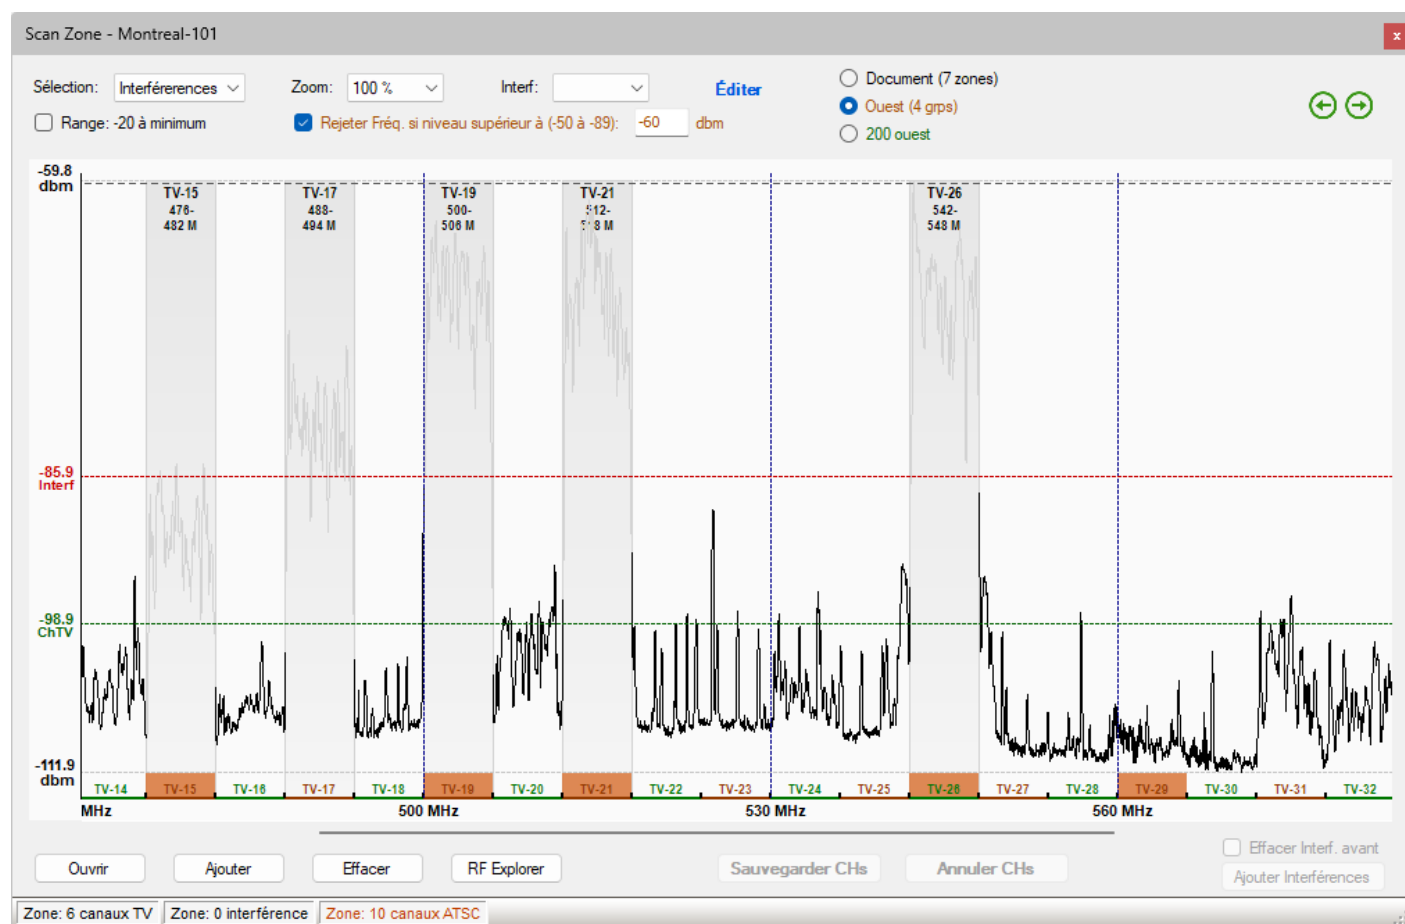 Scan Zone - Montreal-101
x
Sélection: Interférerences Zoom: 100 % Interf: Éditer
Document (7 zones)
Range: -20 à minimum Rejeter Fréq. si niveau supérieur à (-50 à -89): -60 dbm
Ouest (4 grps)
200 ouest
-59.8
dbm
TV-15 TV-17 TV-19 TV-21 TV-26
476- 488- 500- 512- 542-
482 M 494 M 506 M 518 M 548 M
-85.9
Interf
-98.9
ChTV
-111.9
dbm
TV-14 TV-15 TV-16 TV-17 TV-18 TV-19 TV-20 TV-21 TV-22 TV-23 TV-24 TV-25 TV-26 TV-27 TV-28 TV-29 TV-30 TV-31 TV-32
MHz 500 MHz 530 MHz 560 MHz
Effacer Interf. avant
Ouvrir Ajouter Effacer RF Explorer Sauvegarder CHs Annuler CHs Ajouter Interférences
Zone: 6 canaux TV Zone: 0 interférence Zone: 10 canaux ATSC